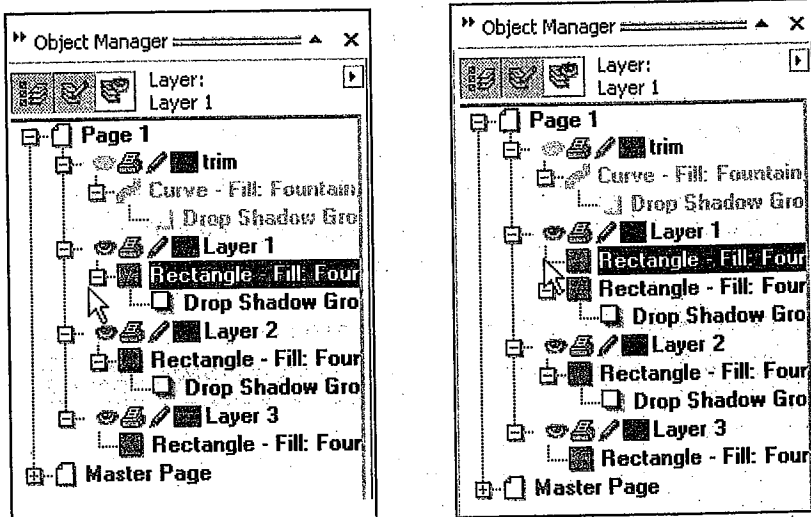 Object Manager
Layer:
Layer 1
Page 1
trim
Curve - Fill: Fountain
Drop Shadow Gro
Layer 1
Rectangle - Fill: Four
Drop Shadow Gro
Layer 2
Rectangle - Fill: Four
Drop Shadow Gro
Layer 3
Rectangle - Fill: Four
Master Page
Object Manager
Layer:
Layer 1
Page 1
trim
Curve - Fill: Fountain
Drop Shadow Gro
Layer 1
Rectangle - Fill: Four
Rectangle - Fill: Four
Drop Shadow Gro
Layer 2
Rectangle - Fill: Four
Drop Shadow Gro
Layer 3
Rectangle - Fill: Four
Master Page